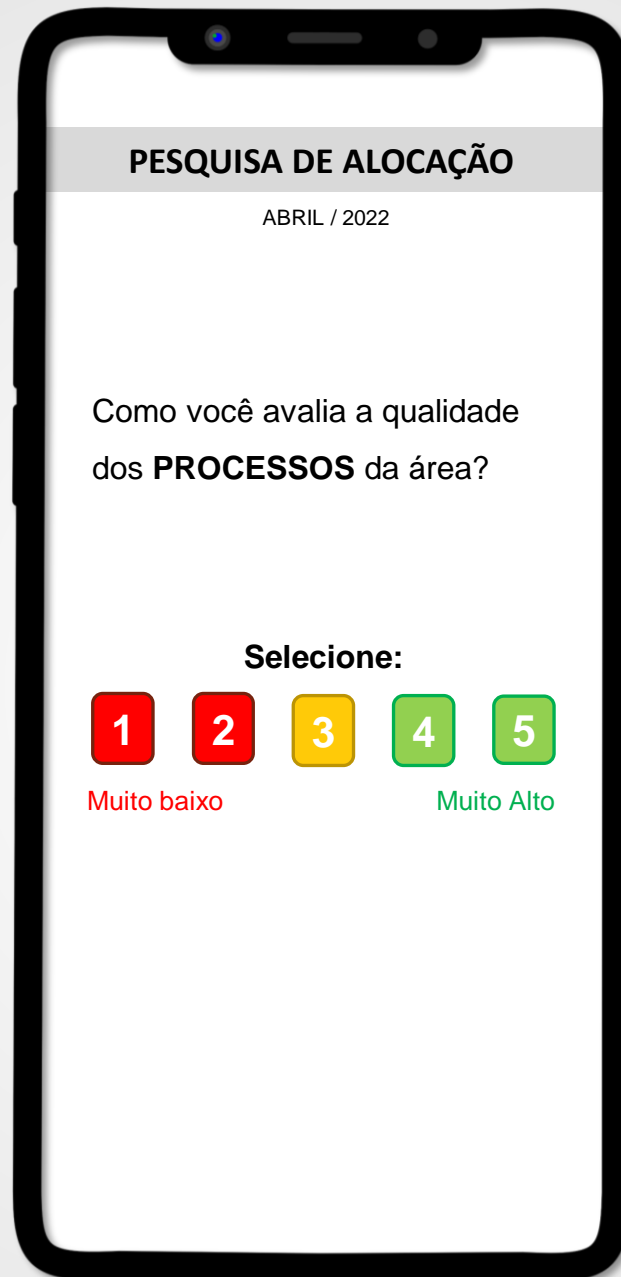 PESQUISA DE ALOCAÇÃO
ABRIL / 2022
Como você avalia a qualidade
dos PROCESSOS da área?
Selecione:
1 2 3 4 5
Muito baixo Muito Alto